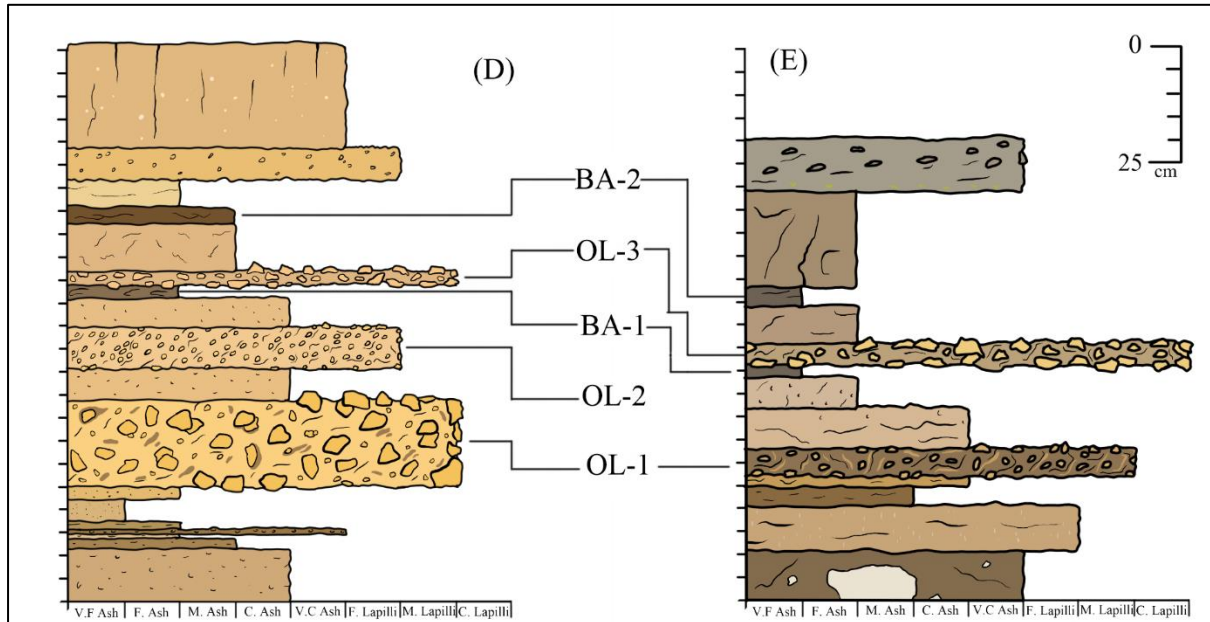 (D)
(E)
0
25
cm
BA-2
OL-3
BA-1
OL-2
OL-1
V.F Ash F. Ash M. Ash C. Ash V.C Ash F. Lapilli M. Lapilli C. Lapilli
V.F Ash F. Ash M. Ash C. Ash V.C Ash F. Lapilli M. Lapilli C. Lapilli